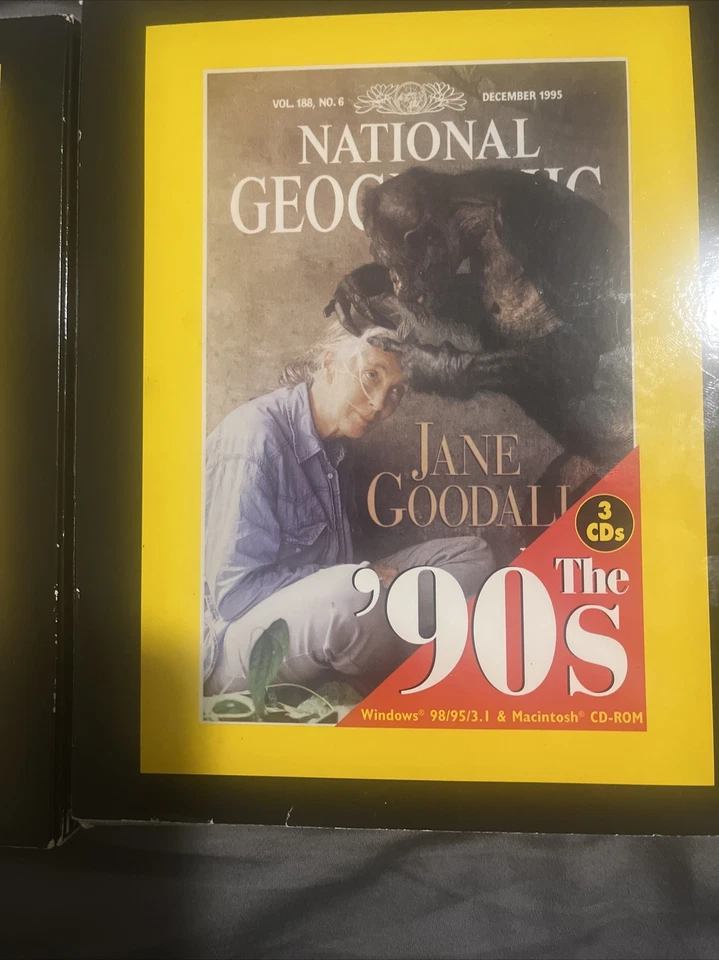 VOL. 188, NO. 6
DECEMBER 1995
NATIONAL
GEOGRAPHIC
JANE
GOODALL
3
CDs
The
'90s
Windows® 98/95/3.1 & Macintosh® CD-ROM